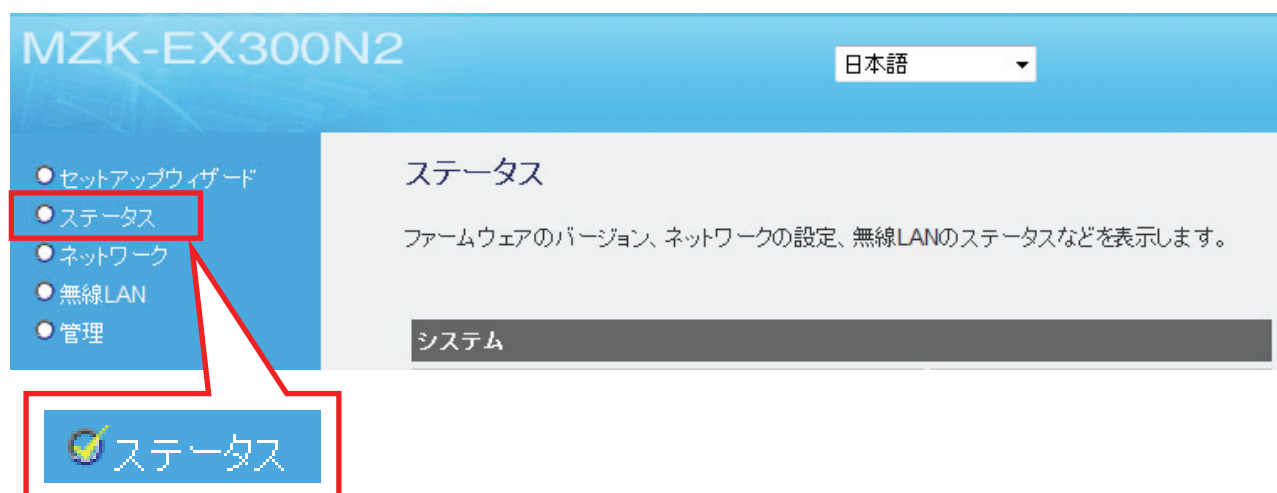 MZK-EX300N2
日本語
セットアップウィザード
ステータス
ネットワーク
無線LAN
管理
ステータス
ファームウェアのバージョン、ネットワークの設定、無線LANのステータスなどを表示します。
システム
ステータス